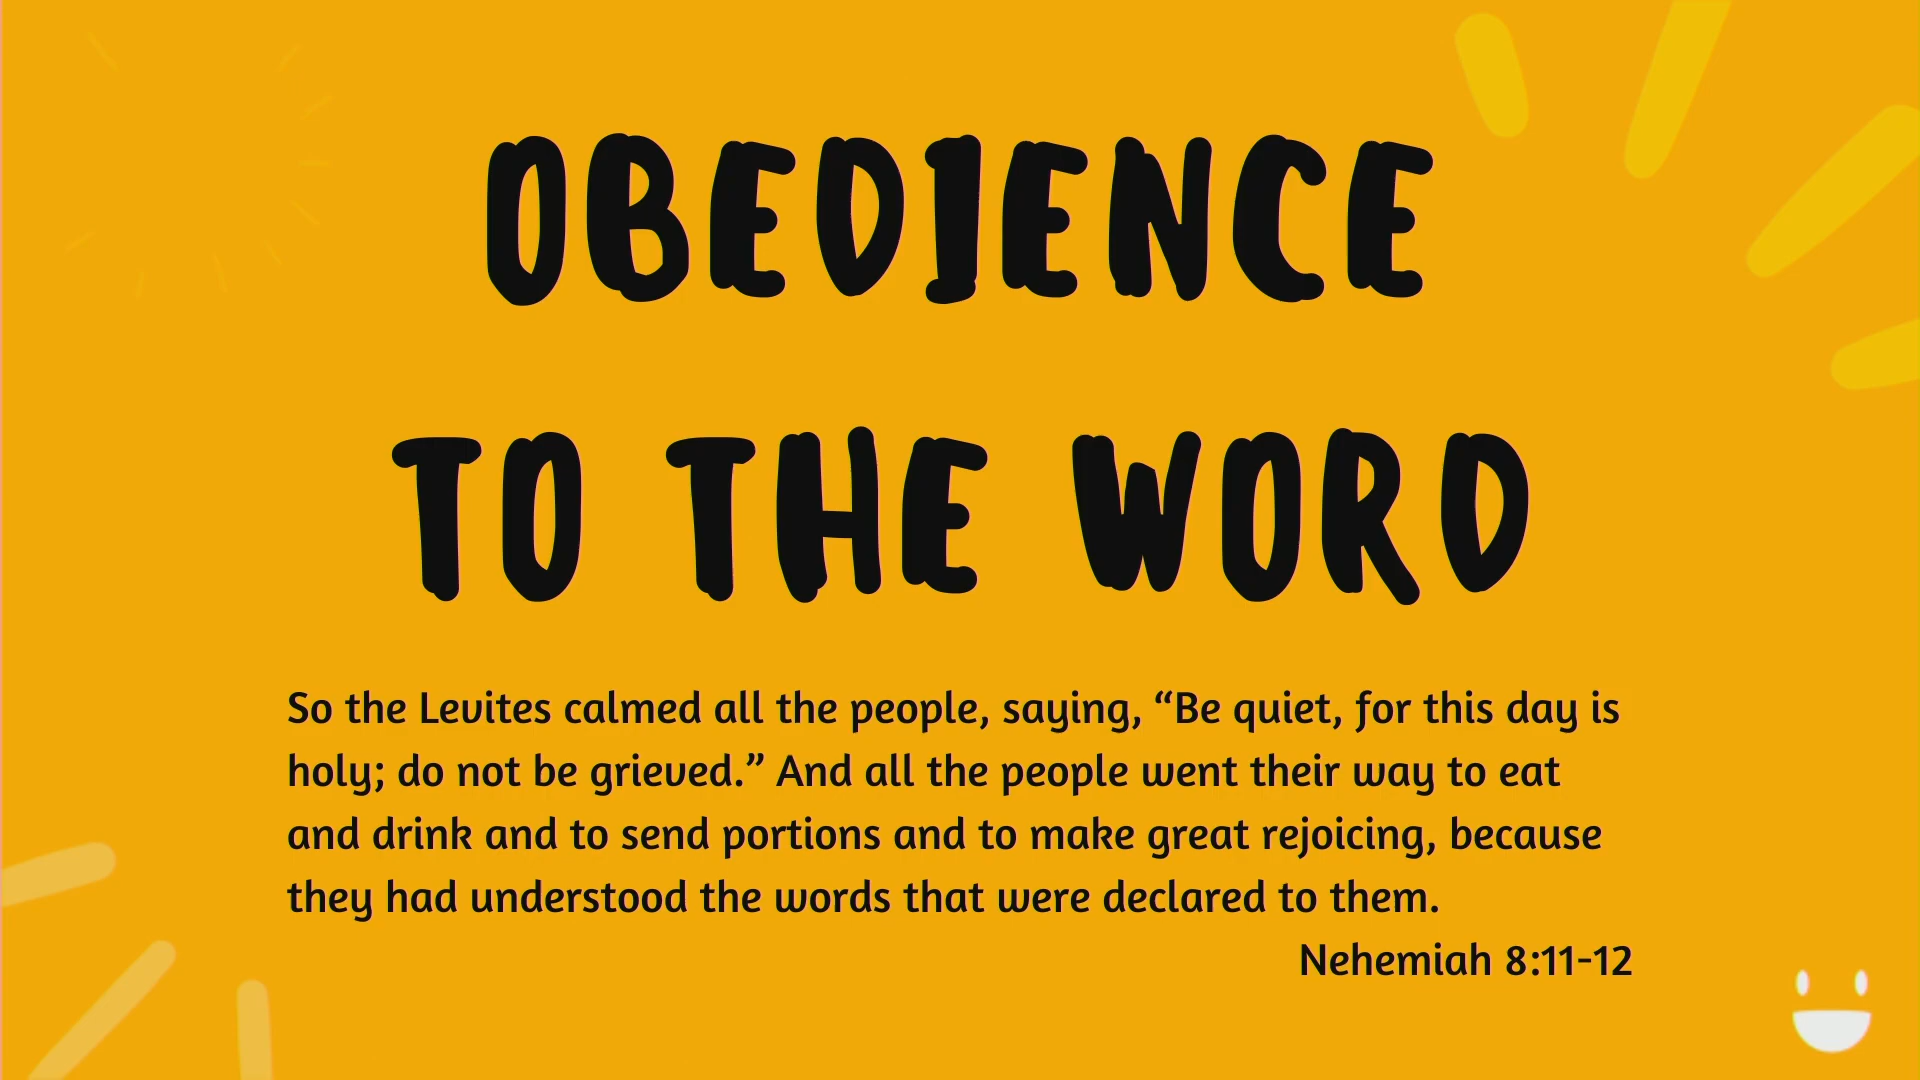 OBEDIENCE
TO THE WORD
So the Levites calmed all the people, saying, “Be quiet, for this day is
holy; do not be grieved.” And all the people went their way to eat
and drink and to send portions and to make great rejoicing, because
they had understood the words that were declared to them.
Nehemiah 8:11-12